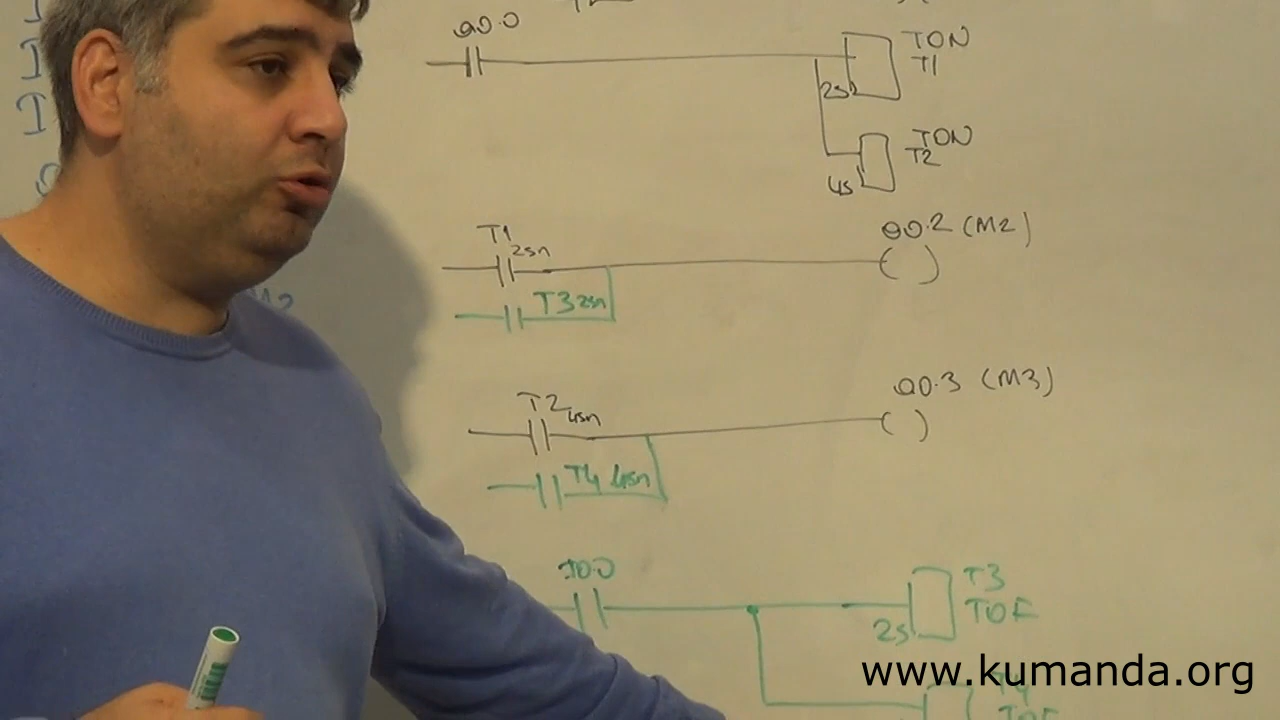 Q0.0
TON
T1
2s
TON
T2
4s
T1
2sn
Q0.2 (M2)
T3 2sn
T2
4sn
Q0.3 (M3)
T4 4sn
I0.0
T3
TOF
2s
www.kumanda.org
TOF